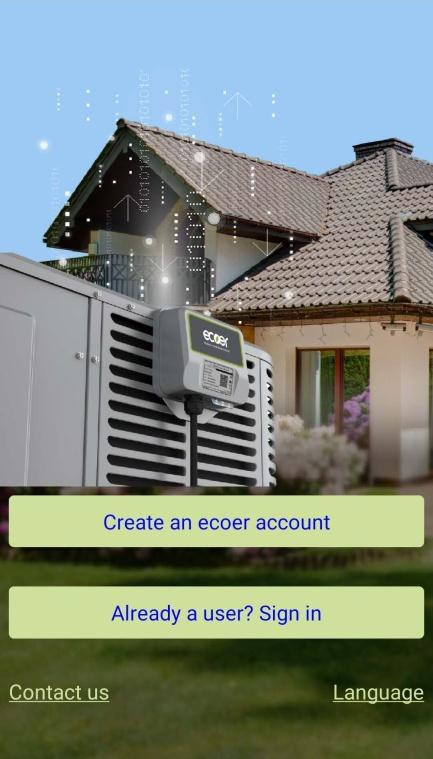 ecoer
Create an ecoer account
Already a user? Sign in
Contact us
Language